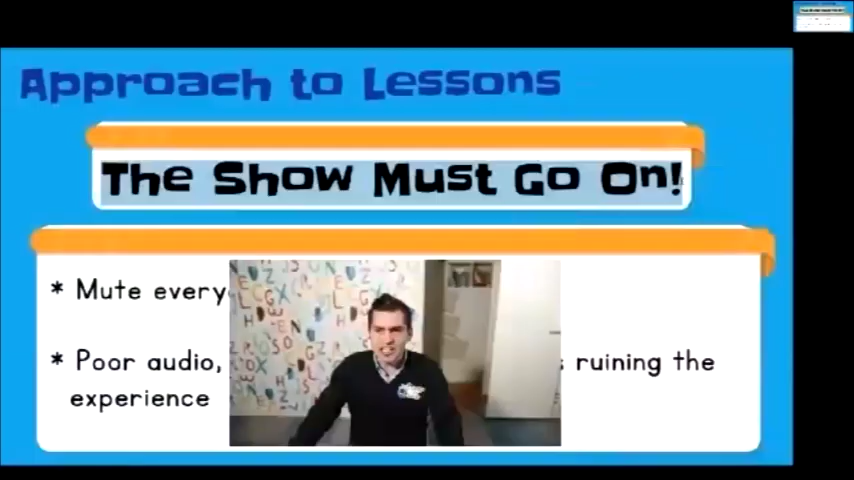 Approach to Lessons
The Show Must Go On!
* Mute every
* Poor audio,
ruining the
experience